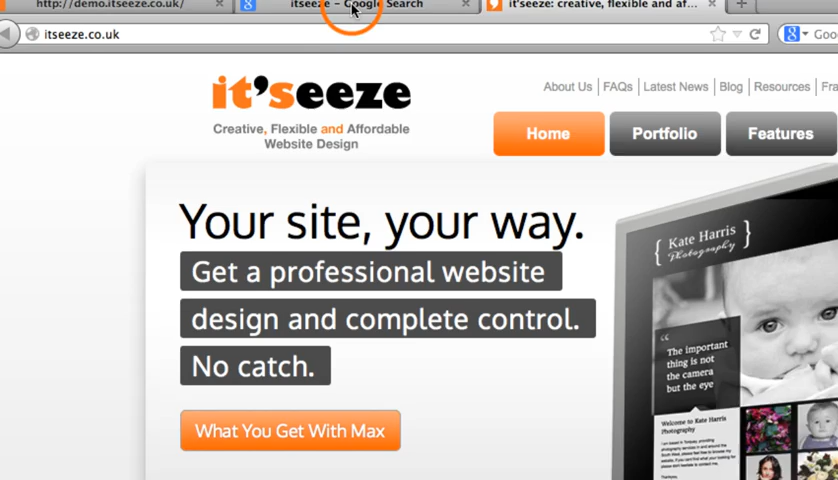 http://demo.itseeze.co.uk/
itseeze – Google Search
it'seeze: creative, flexible and af...
itseeze.co.uk
Goo
it'seeze
Creative, Flexible and Affordable
Website Design
About Us FAQs Latest News Blog Resources Fra
Home Portfolio Features
Your site, your way.
Get a professional website
design and complete control.
No catch.
What You Get With Max
{ Kate Harris
Photography }
The important
thing is not
the camera
but the eye
Welcome to Kate Harris
Photography